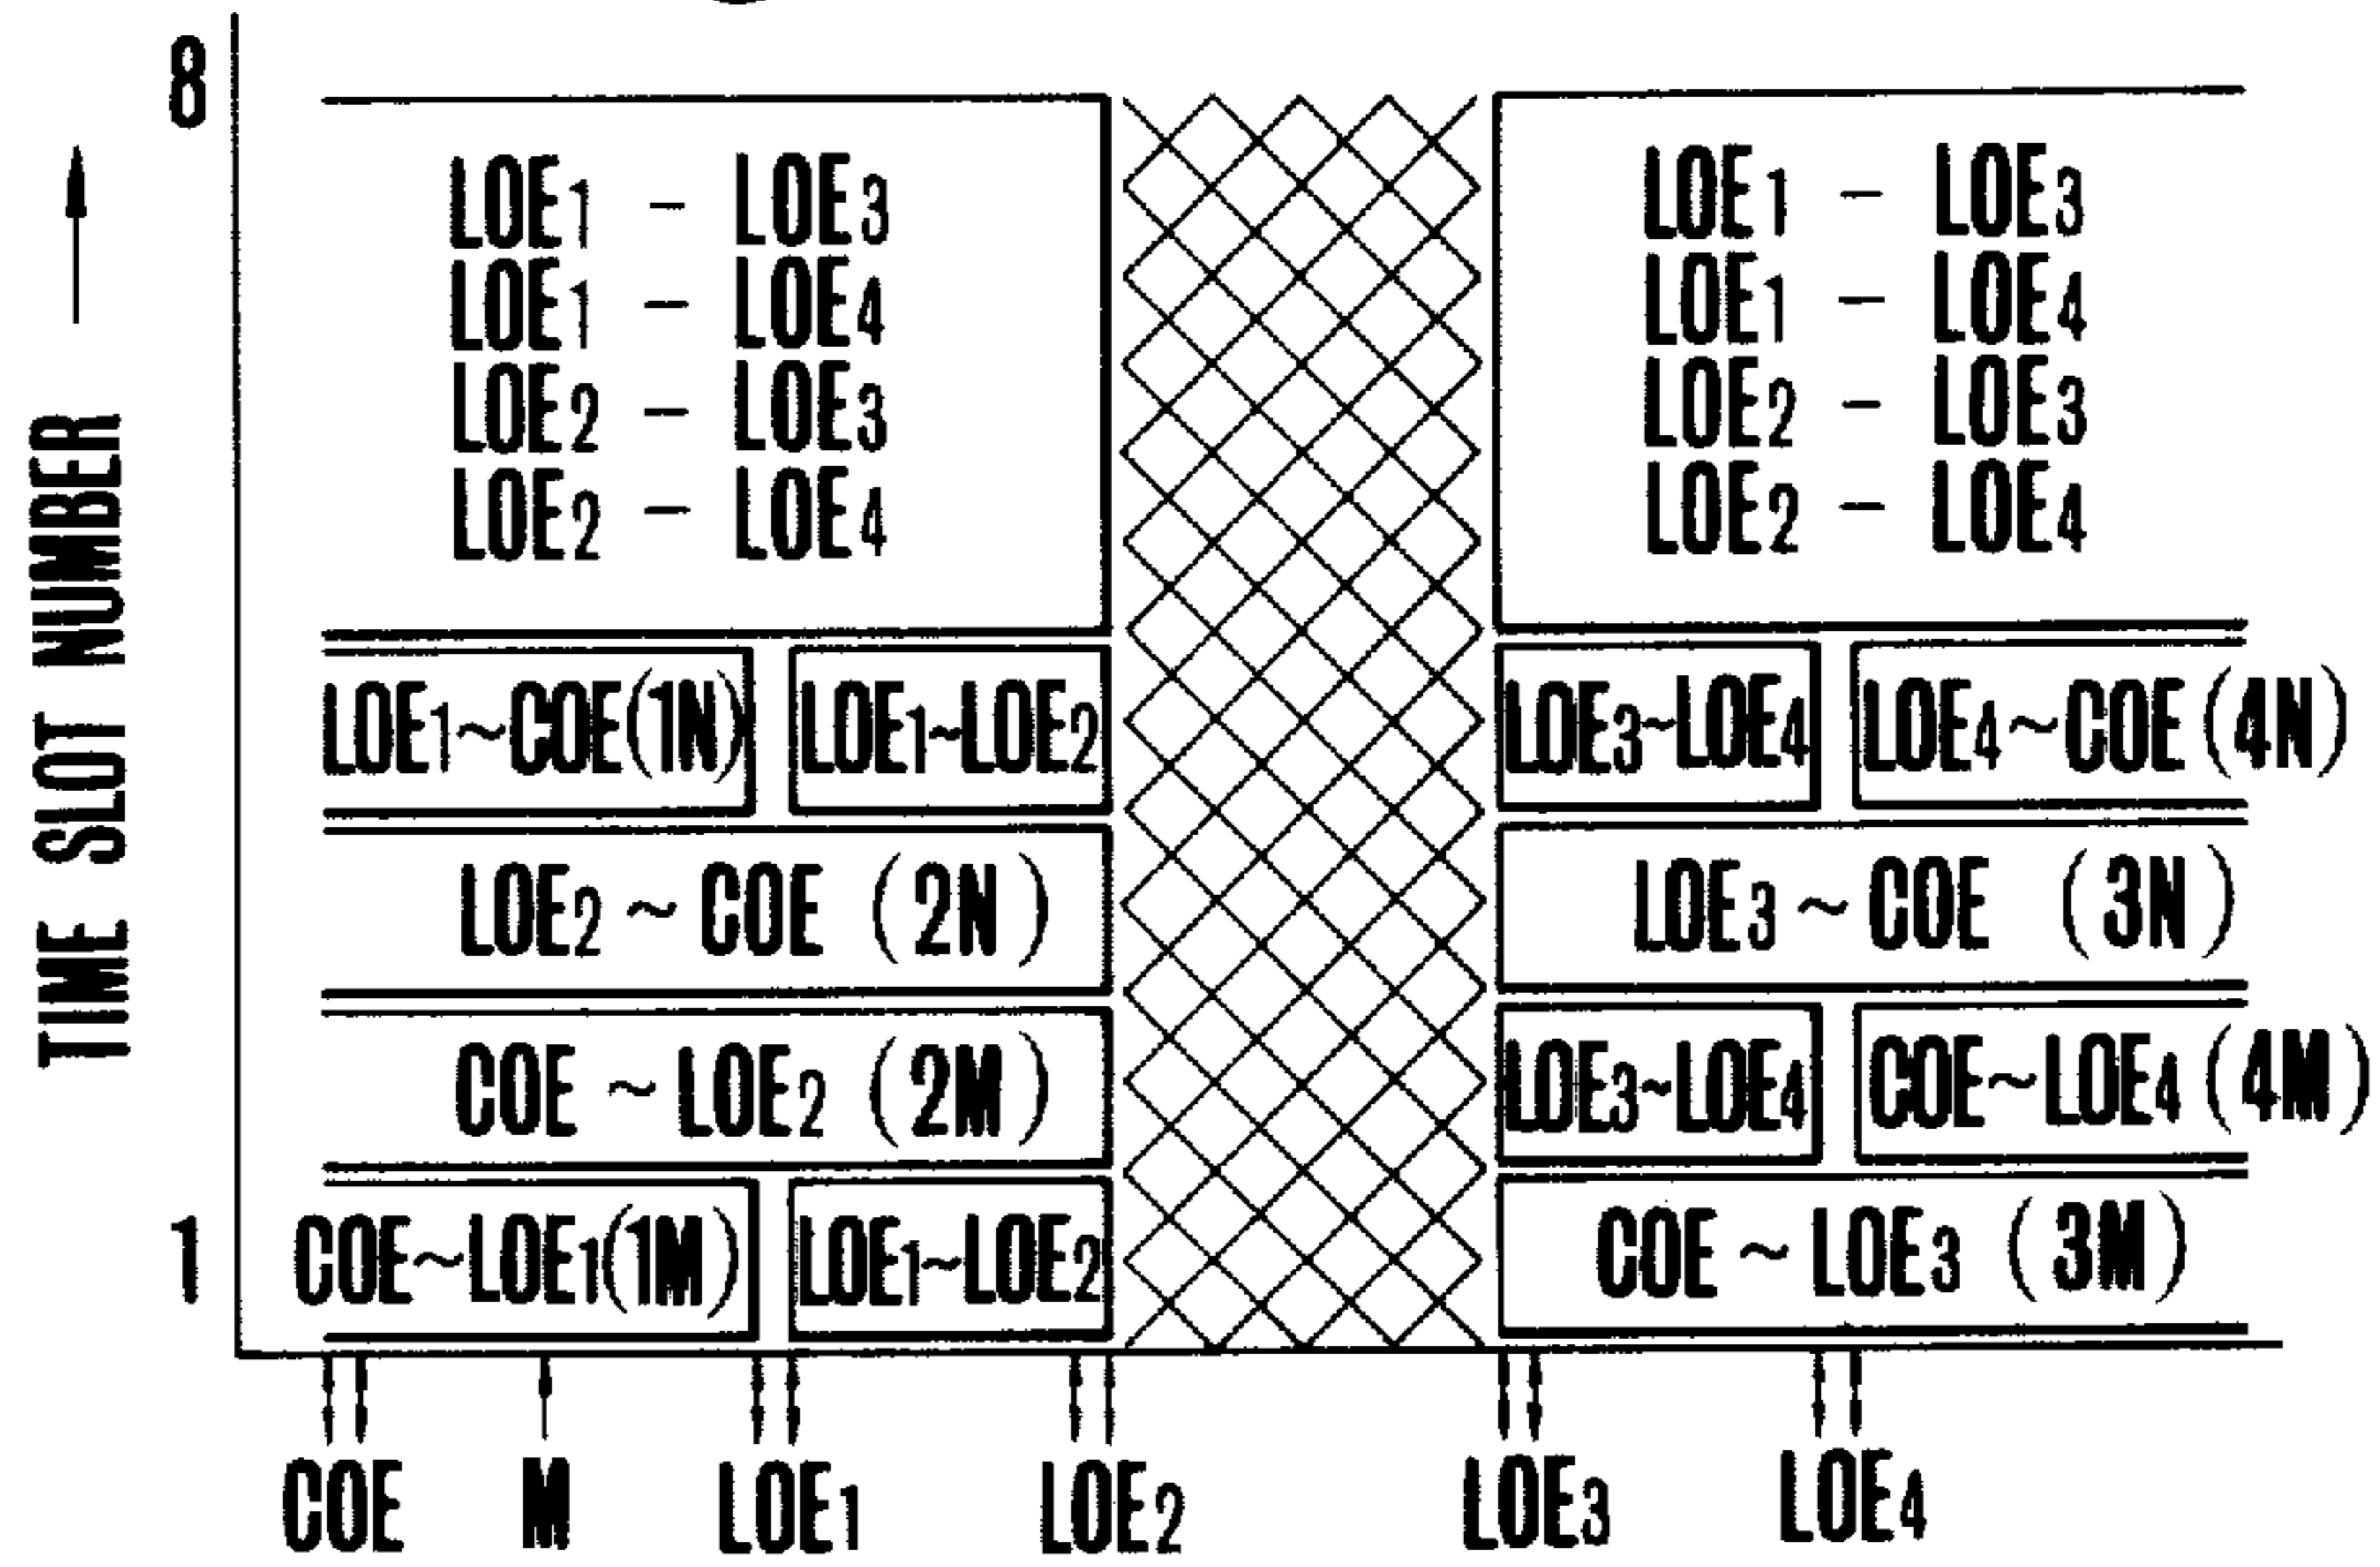 8
TIME SLOT NUMBER
LOE1 - LOE3
LOE1 - LOE4
LOE2 - LOE3
LOE2 - LOE4
LOE1 - LOE3
LOE1 - LOE4
LOE2 - LOE3
LOE2 - LOE4
LOE1~COE(1N) LOE1~LOE2 LOE3~LOE4 LOE4~COE(4N)
LOE2~COE (2N) LOE3~COE (3N)
COE ~ LOE2 (2M) LOE3~LOE4 COE~LOE4(4M)
1 COE~LOE1(1M) LOE1~LOE2 COE ~ LOE3 (3M)
COE M LOE1 LOE2 LOE3 LOE4